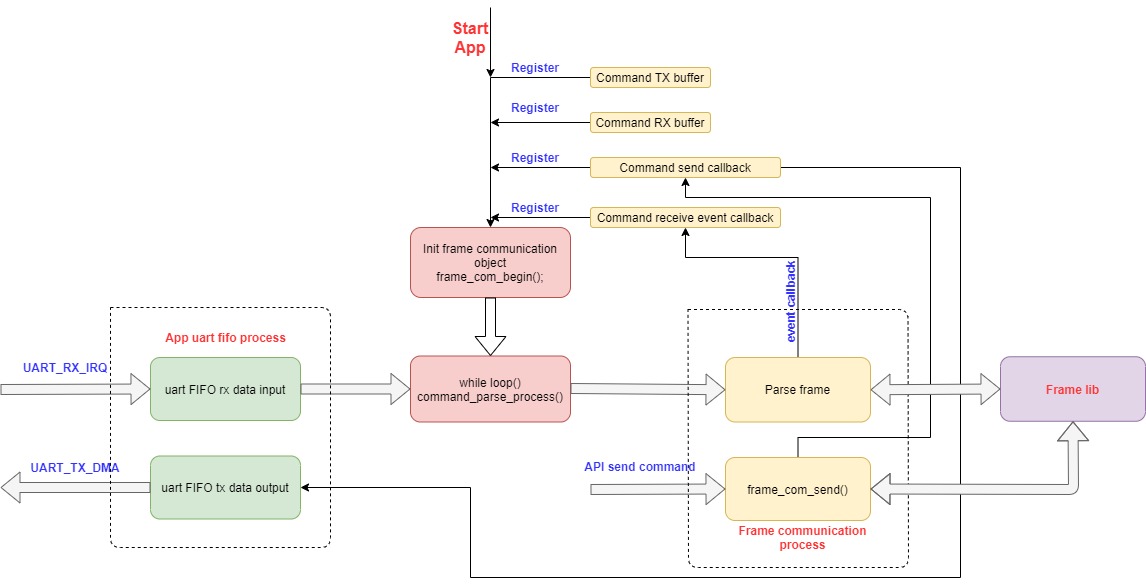 Start
App
Register
Command TX buffer
Register
Command RX buffer
Register
Command send callback
Register
Command receive event callback
Init frame communication
object
frame_com_begin();
event callback
App uart fifo process
UART_RX_IRQ
uart FIFO rx data input
while loop()
command_parse_process()
Parse frame
Frame lib
UART_TX_DMA
uart FIFO tx data output
API send command
frame_com_send()
Frame communication
process